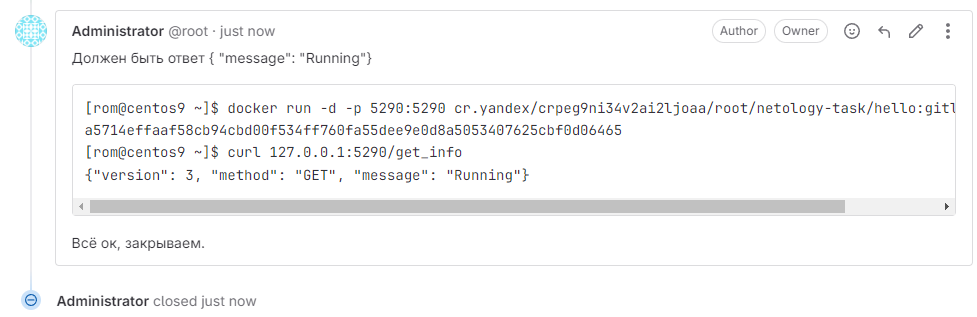 Administrator @root · just now Author Owner
Должен быть ответ { "message": "Running"}
[rom@centos9 ~]$ docker run -d -p 5290:5290 cr.yandex/crpeg9ni34v2ai2ljoaa/root/netology-task/hello:gitl
a5714effaaf58cb94cbd00f534ff760fa55dee9e0d8a5053407625cbf0d06465
[rom@centos9 ~]$ curl 127.0.0.1:5290/get_info
{"version": 3, "method": "GET", "message": "Running"}
Всё ок, закрываем.
Administrator closed just now